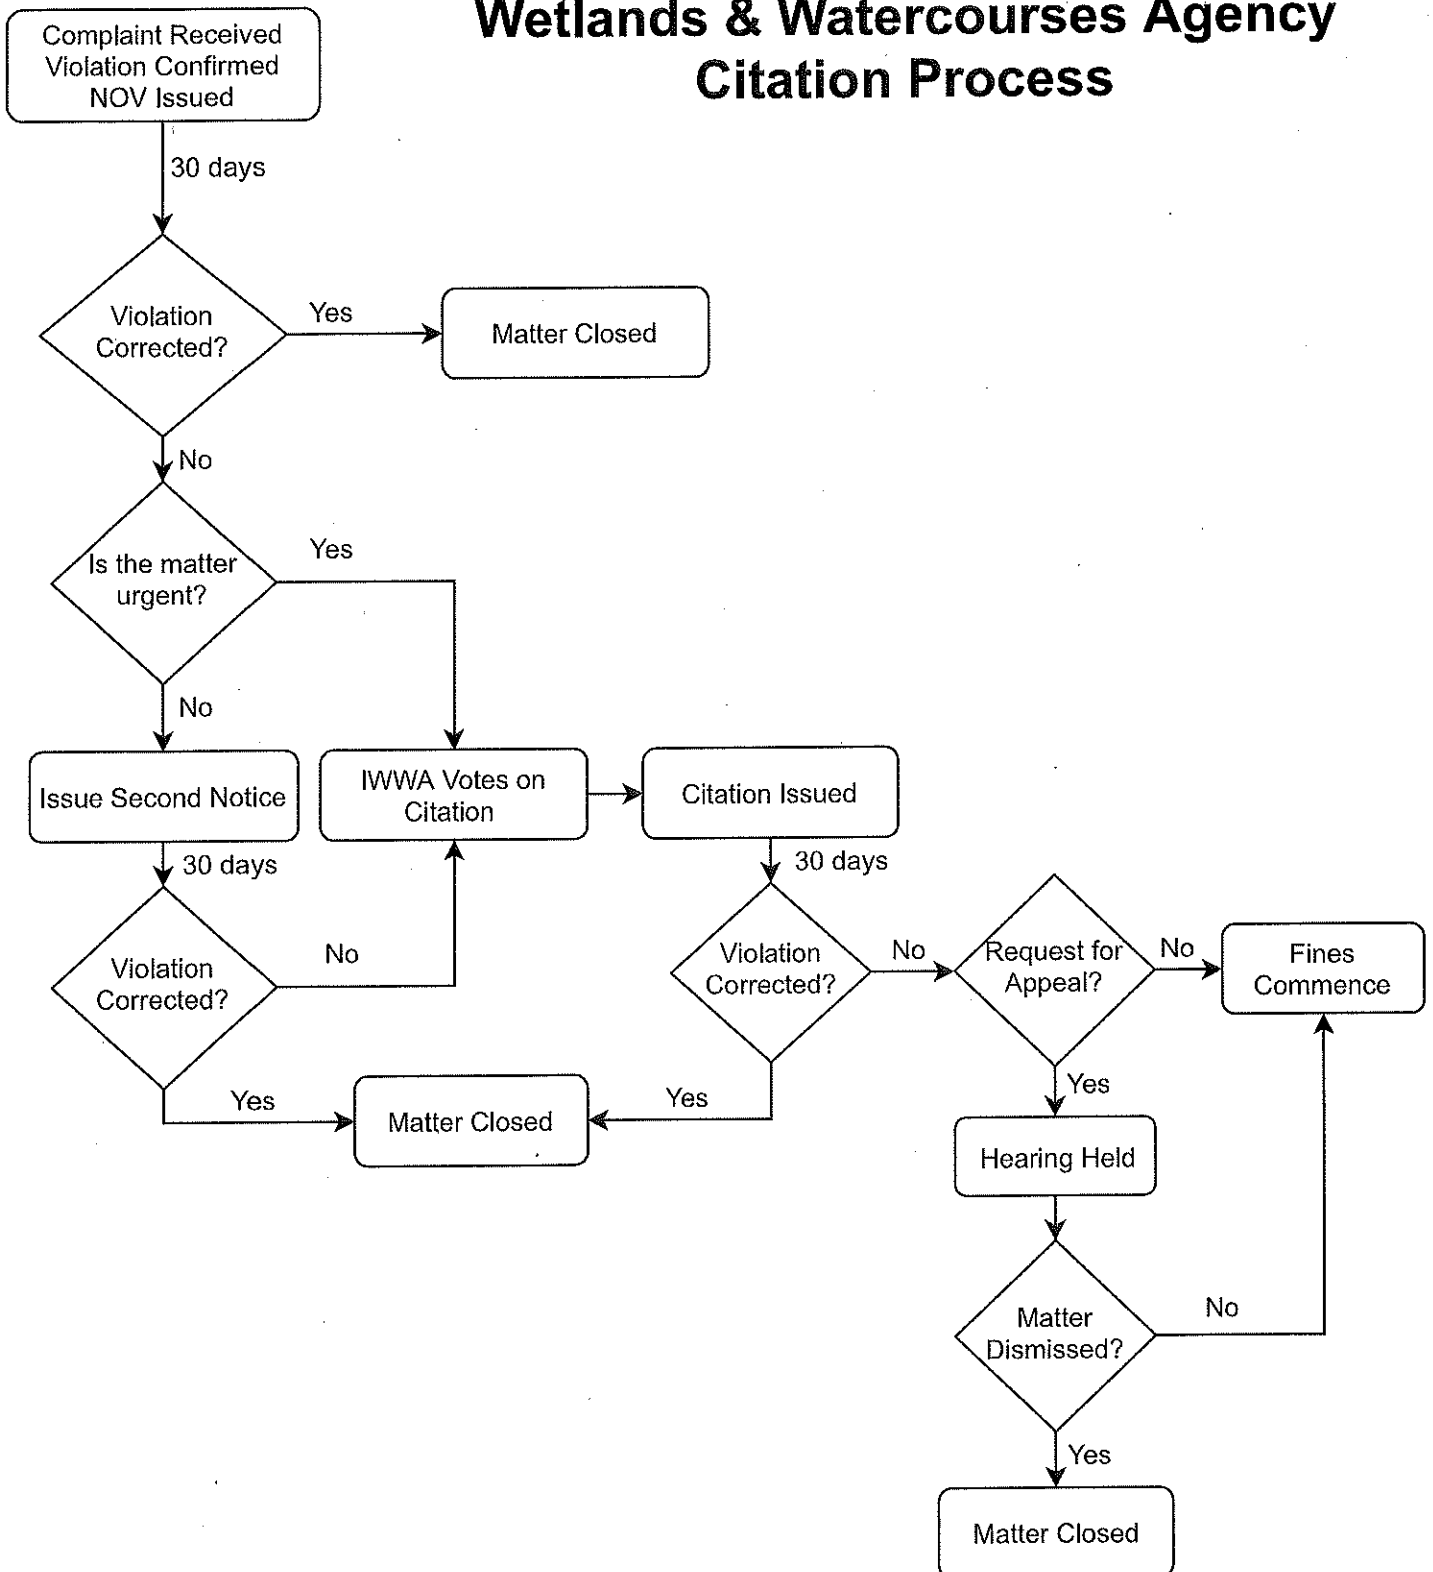 Wetlands & Watercourses Agency
Citation Process
Complaint Received
Violation Confirmed
NOV Issued
30 days
Violation
Corrected?
Yes
Matter Closed
No
Is the matter
urgent?
Yes
No
Issue Second Notice
IWWA Votes on
Citation
Citation Issued
30 days
30 days
Violation
Corrected?
No
Violation
Corrected?
No
Request for
Appeal?
No
Fines
Commence
Yes
Matter Closed
Yes
Yes
Hearing Held
Matter
Dismissed?
No
Yes
Matter Closed